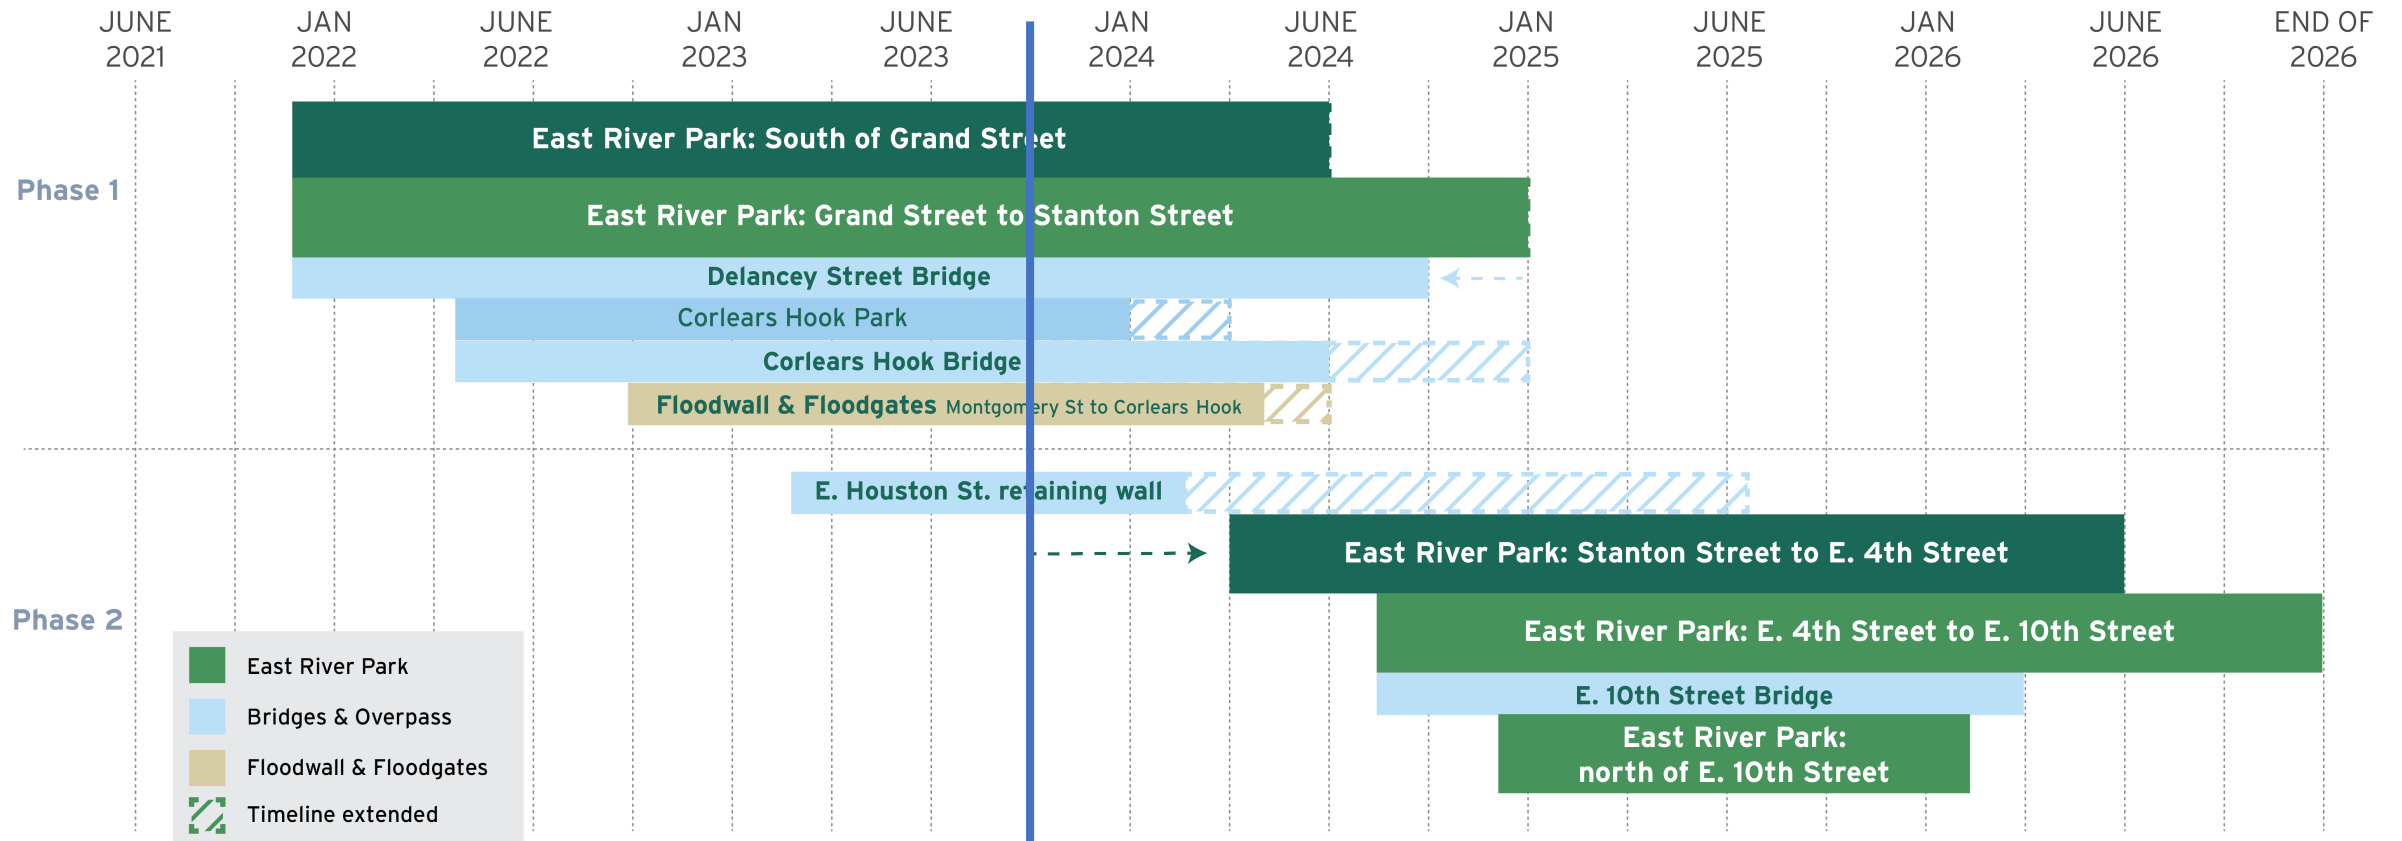 JUNE JAN JUNE JAN JUNE JAN JUNE JAN JUNE JAN JUNE END OF
2021 2022 2022 2023 2023 2024 2024 2025 2025 2026 2026 2026
Phase 1
East River Park: South of Grand Street
East River Park: Grand Street to Stanton Street
Delancey Street Bridge
Corlears Hook Park
Corlears Hook Bridge
Floodwall & Floodgates Montgomery St to Corlears Hook
Phase 2
E. Houston St. retaining wall
East River Park: Stanton Street to E. 4th Street
East River Park: E. 4th Street to E. 10th Street
E. 10th Street Bridge
East River Park:
north of E. 10th Street
East River Park
Bridges & Overpass
Floodwall & Floodgates
Timeline extended